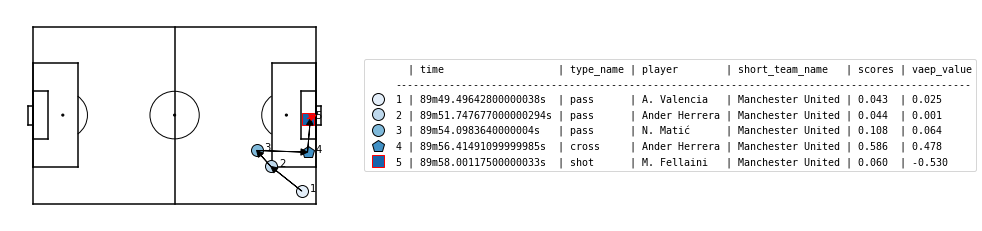 | time | type_name | player | short_team_name | scores | vaep_value
-----------------------------------------------------------------------------------------------
1 | 89m49.49642800000038s | pass | A. Valencia | Manchester United | 0.043 | 0.025
2 | 89m51.747677000000294s | pass | Ander Herrera | Manchester United | 0.044 | 0.001
3 | 89m54.0983640000004s | pass | N. Matić | Manchester United | 0.108 | 0.064
4 | 89m56.41491099999985s | cross | Ander Herrera | Manchester United | 0.586 | 0.478
5 | 89m58.00117500000033s | shot | M. Fellaini | Manchester United | 0.060 | -0.530
3
4
2
1